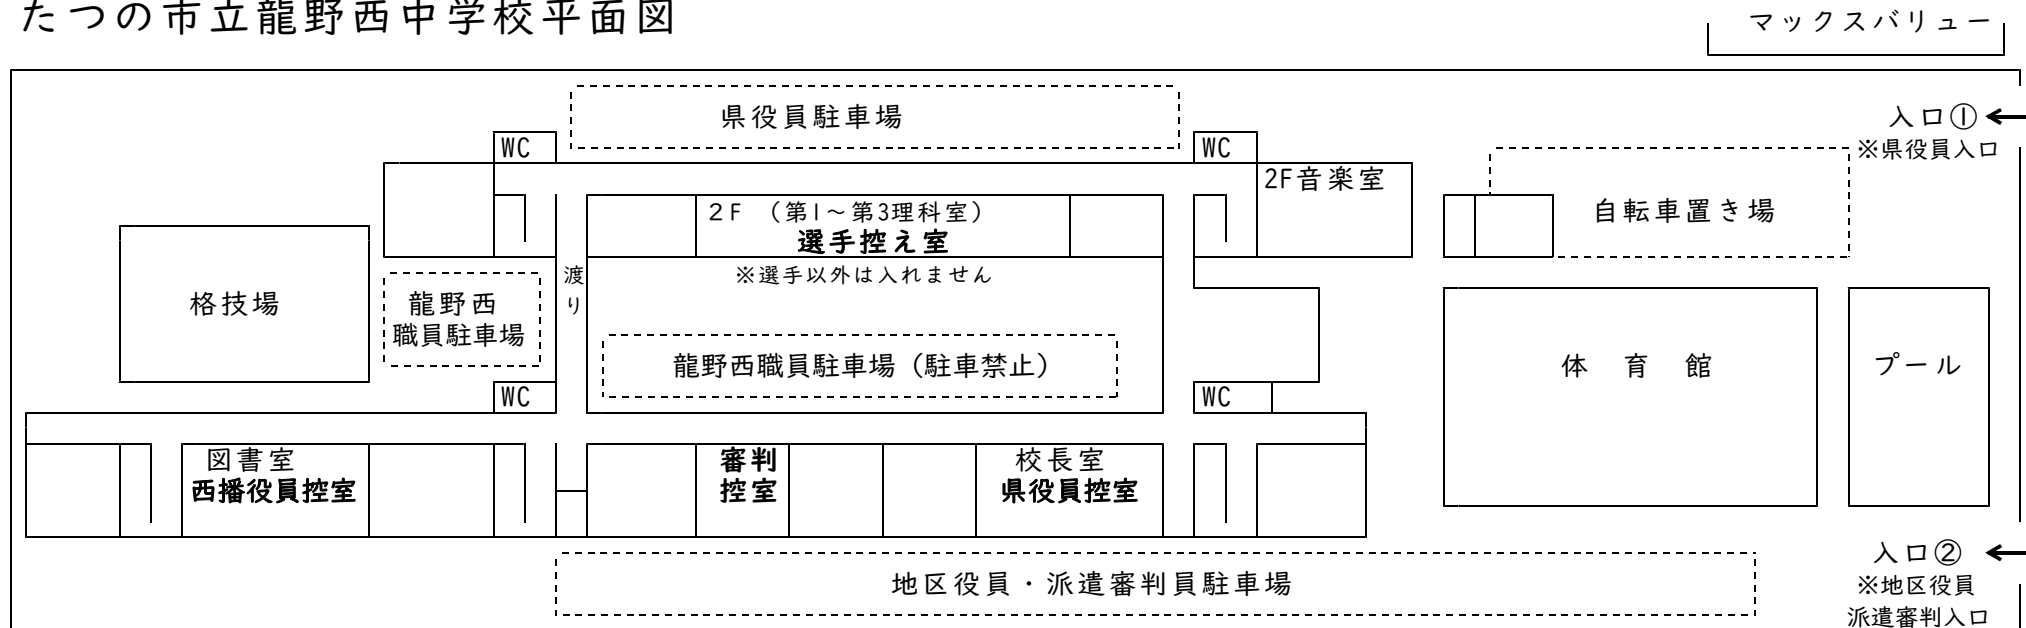 たつの市立龍野西中学校平面図
マックスバリュー
県役員駐車場
入口①
※県役員入口
WC
WC
2F音楽室
2F (第1～第3理科室)
選手控え室
※選手以外は入れません
自転車置き場
格技場
龍野西
職員駐車場
渡
り
龍野西職員駐車場（駐車禁止）
体 育 館
プール
WC
WC
図書室
西播役員控室
審判
控室
校長室
県役員控室
地区役員・派遣審判員駐車場
入口②
※地区役員
派遣審判入口